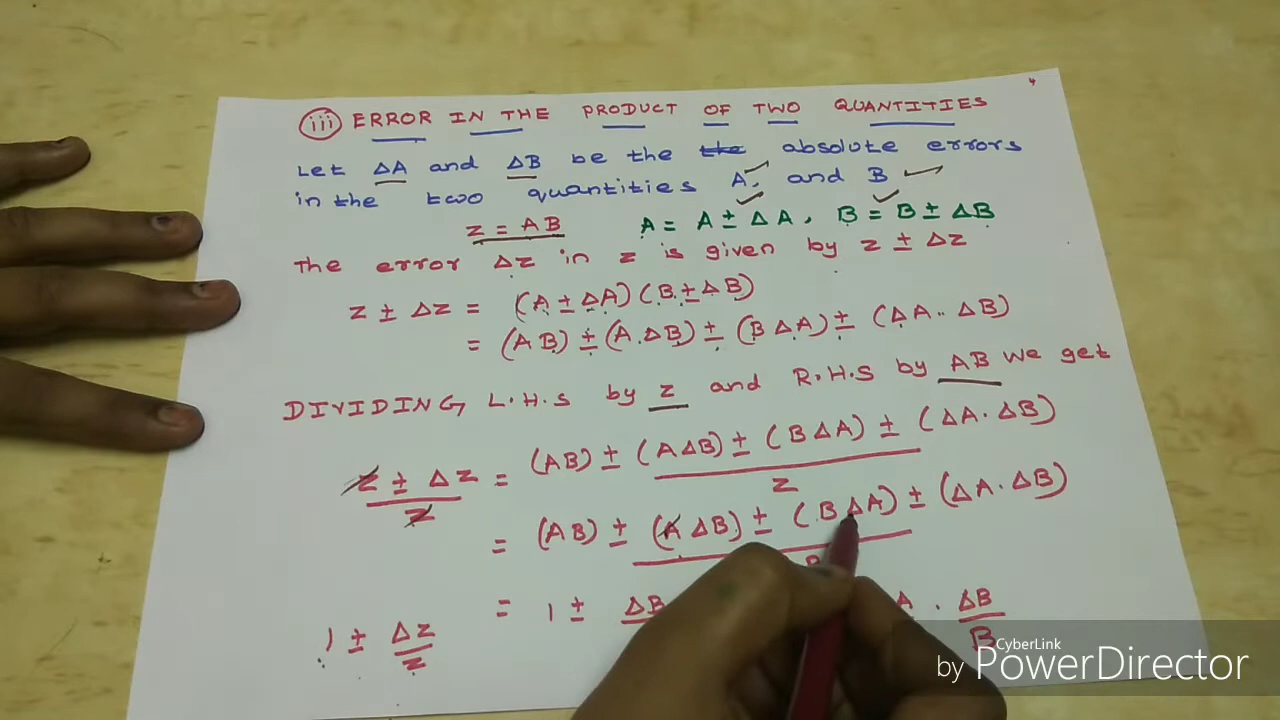 iii ERROR IN THE PRODUCT OF TWO QUANTITIES
Let ΔA and ΔB be the the absolute errors
in the two quantities A, and B
Z = AB A = A ± ΔA, B = B ± ΔB
The error ΔZ in Z is given by Z ± ΔZ
Z ± ΔZ = (A ± ΔA) (B ± ΔB)
= (AB) ± (A.ΔB) ± (BΔA) ± (ΔA..ΔB)
DIVIDING L.H.S by Z and R.H.S by AB We get
Z ± ΔZ = (AB) ± (AΔB) ± (BΔA) ± (ΔA.ΔB)
Z Z
= (AB) ± (AΔB) ± (BΔA) ± (ΔA.ΔB)
1 ± ΔZ/Z = 1 ± ΔB . ΔB/B
CyberLink
by PowerDirector